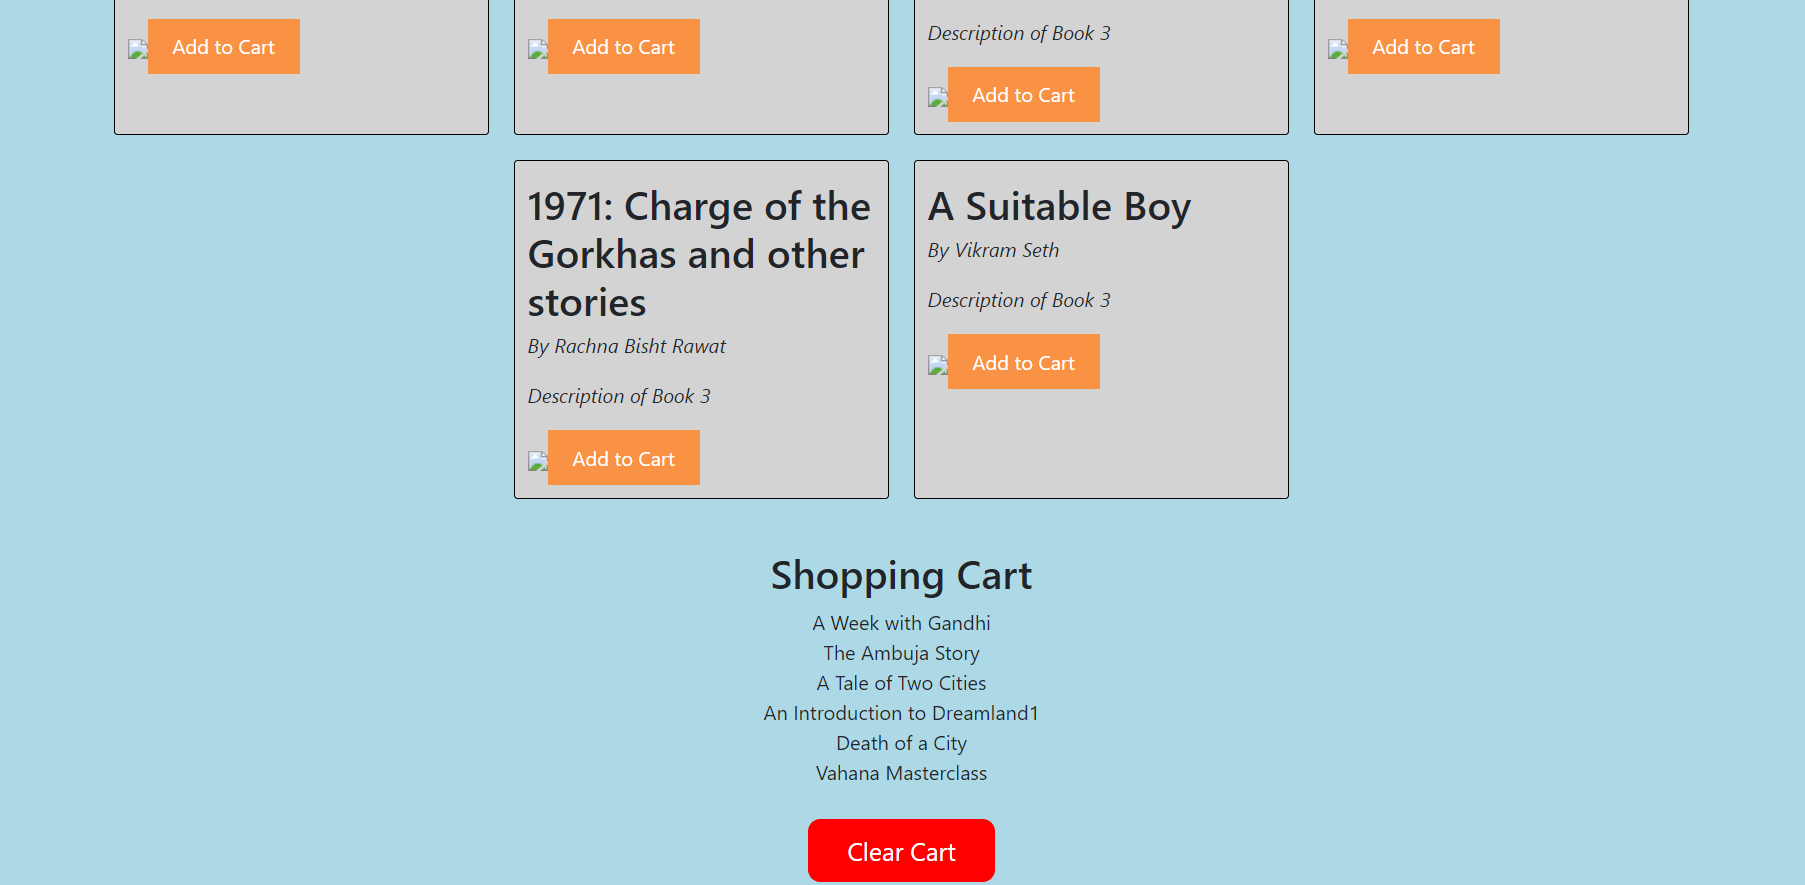 Add to Cart
Add to Cart
Description of Book 3
Add to Cart
Add to Cart
1971: Charge of the
Gorkhas and other
stories
By Rachna Bisht Rawat
Description of Book 3
Add to Cart
A Suitable Boy
By Vikram Seth
Description of Book 3
Add to Cart
Shopping Cart
A Week with Gandhi
The Ambuja Story
A Tale of Two Cities
An Introduction to Dreamland1
Death of a City
Vahana Masterclass
Clear Cart